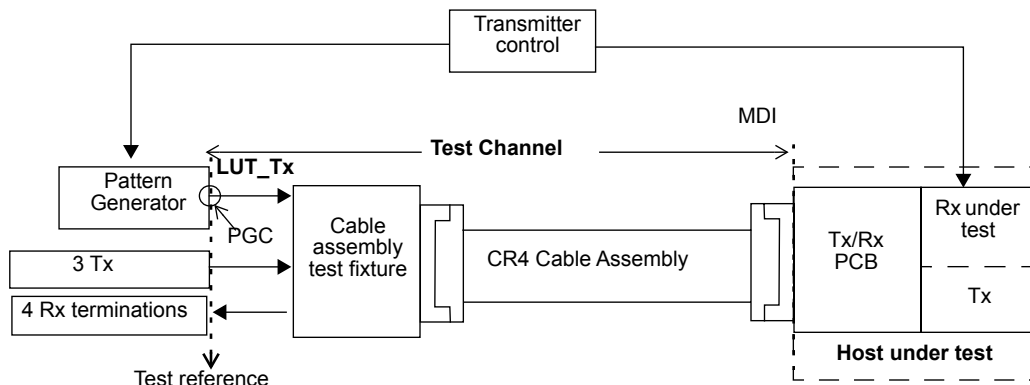 Transmitter
control
MDI
Test Channel
LUT_Tx
Pattern
Generator
PGC
Cable
assembly
test fixture
CR4 Cable Assembly
Tx/Rx
PCB
Rx under
test
Tx
3 Tx
4 Rx terminations
Host under test
Test reference